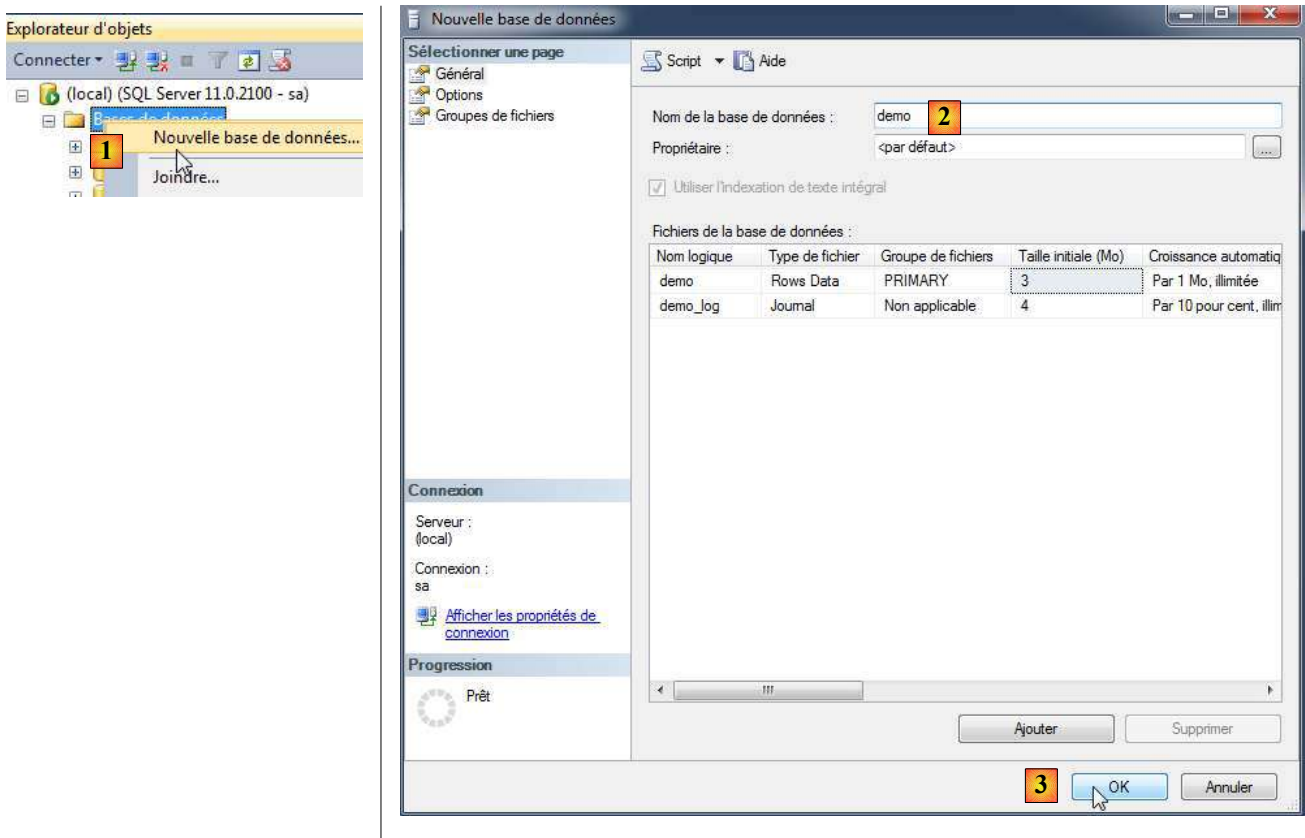 Explorateur d'objets
Connecter
(local) (SQL Server 11.0.2100 - sa)
Bases de données
1
Nouvelle base de données...
Joindre...
Nouvelle base de données
Sélectionner une page
Général
Options
Groupes de fichiers
Script
Aide
Nom de la base de données :
demo
2
Propriétaire :
<par défaut>
...
Utiliser l'indexation de texte intégral
Fichiers de la base de données :
Nom logique Type de fichier Groupe de fichiers Taille initiale (Mo) Croissance automatiq
demo Rows Data PRIMARY 3 Par 1 Mo, illimitée
demo_log Journal Non applicable 4 Par 10 pour cent, illim
Connexion
Serveur :
(local)
Connexion :
sa
Afficher les propriétés de
connexion
Progression
Prêt
Ajouter
Supprimer
3
OK
Annuler